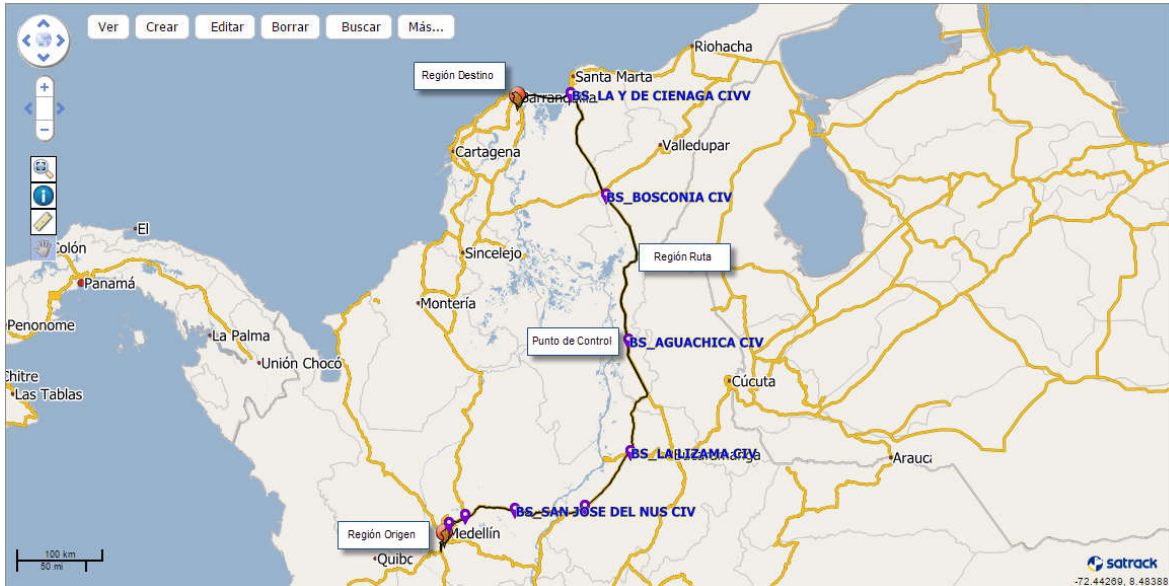 Ver
Crear
Editar
Borrar
Buscar
Más...
Riohacha
Región Destino
Santa Marta
Barranquilla
BS_LA Y DE CIENAGA CIVV
Cartagena
Valledupar
BS_BOSCONIA CIV
El
Colón
Sincelejo
Región Ruta
Panamá
Montería
Penonome
La Palma
Punto de Control
BS_AGUACHICA CIV
Unión Chocó
Chitre
Las Tablas
Cúcuta
BS_LA LIZAMA CIV
Bucaramanga
Arauca
BS_SAN JOSE DEL NUS CIV
Región Origen
Medellín
100 km
50 mi
Quibc
satrack
-72.44269, 8.48388